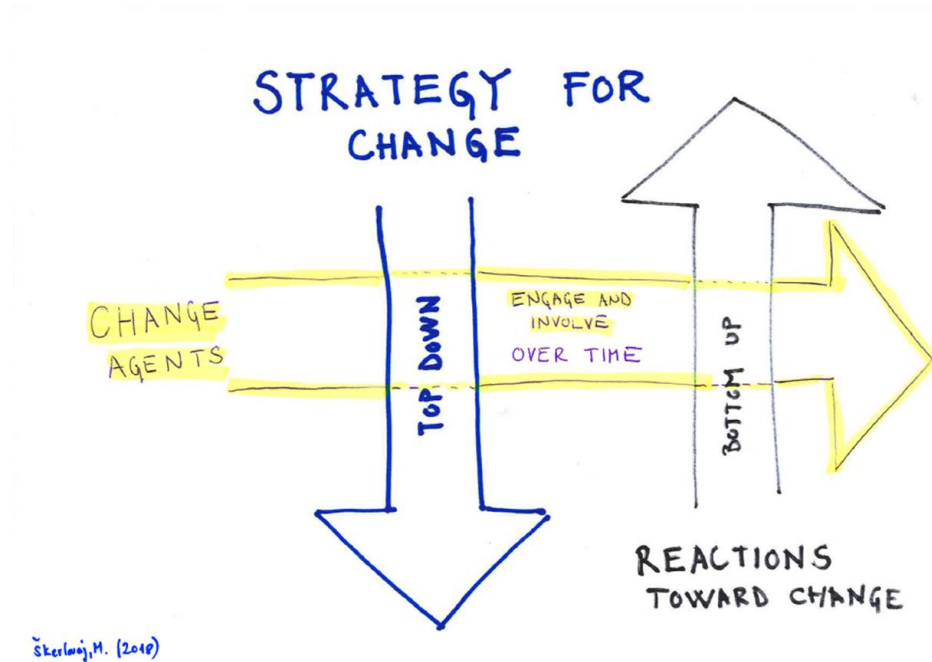 STRATEGY FOR
CHANGE
CHANGE
AGENTS
TOP DOWN
ENGAGE AND
INVOLVE
OVER TIME
BOTTOM UP
REACTIONS
TOWARD CHANGE
Škerlavaj, M. (2018)